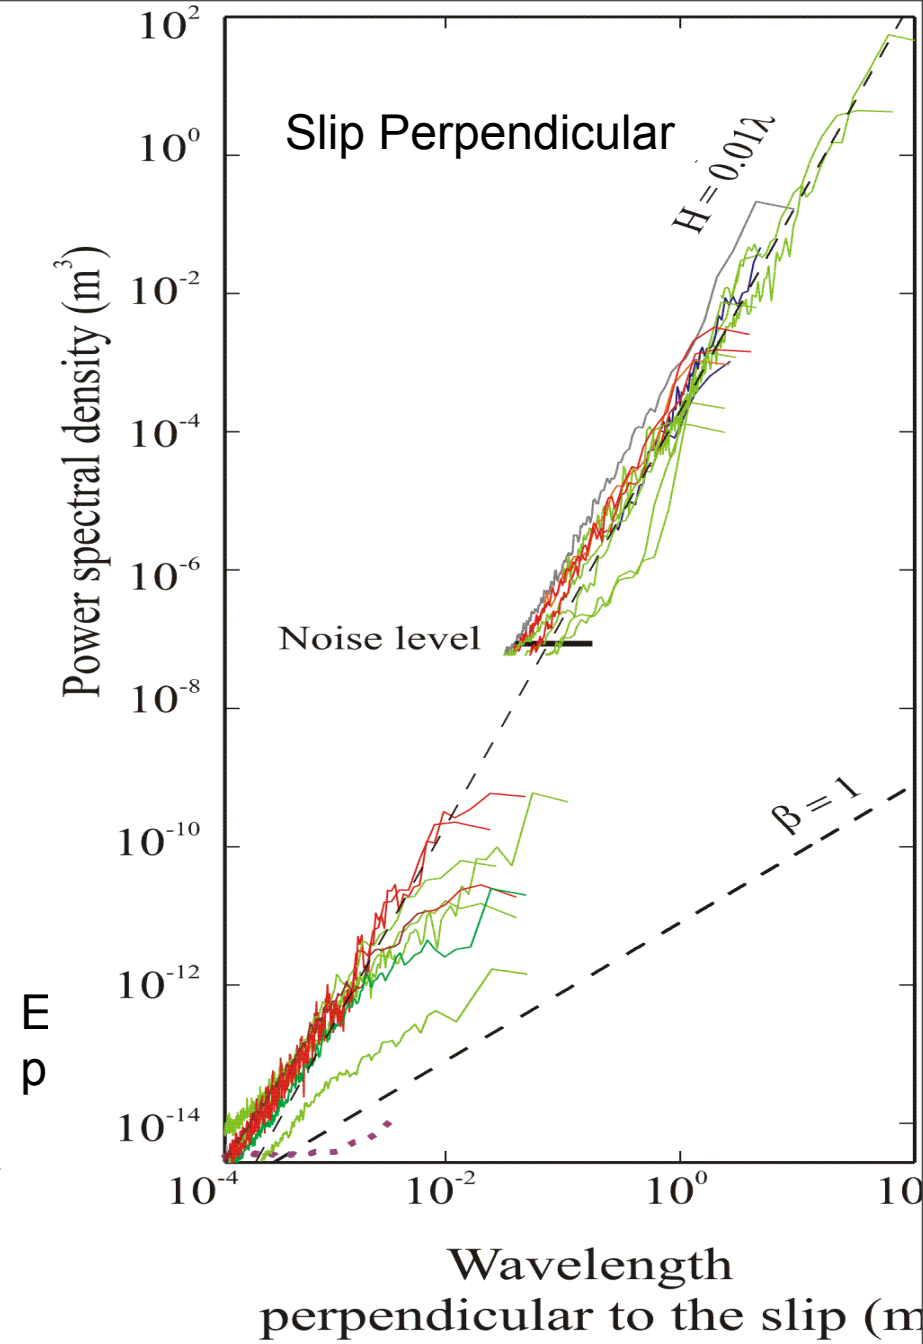 10²
Slip Perpendicular
H = 0.01λ
10⁰
Power spectral density (m³)
10⁻²
10⁻⁴
10⁻⁶
Noise level
10⁻⁸
β = 1
10⁻¹⁰
10⁻¹²
E
p
10⁻¹⁴
10⁻⁴ 10⁻² 10⁰ 10
Wavelength
perpendicular to the slip (m